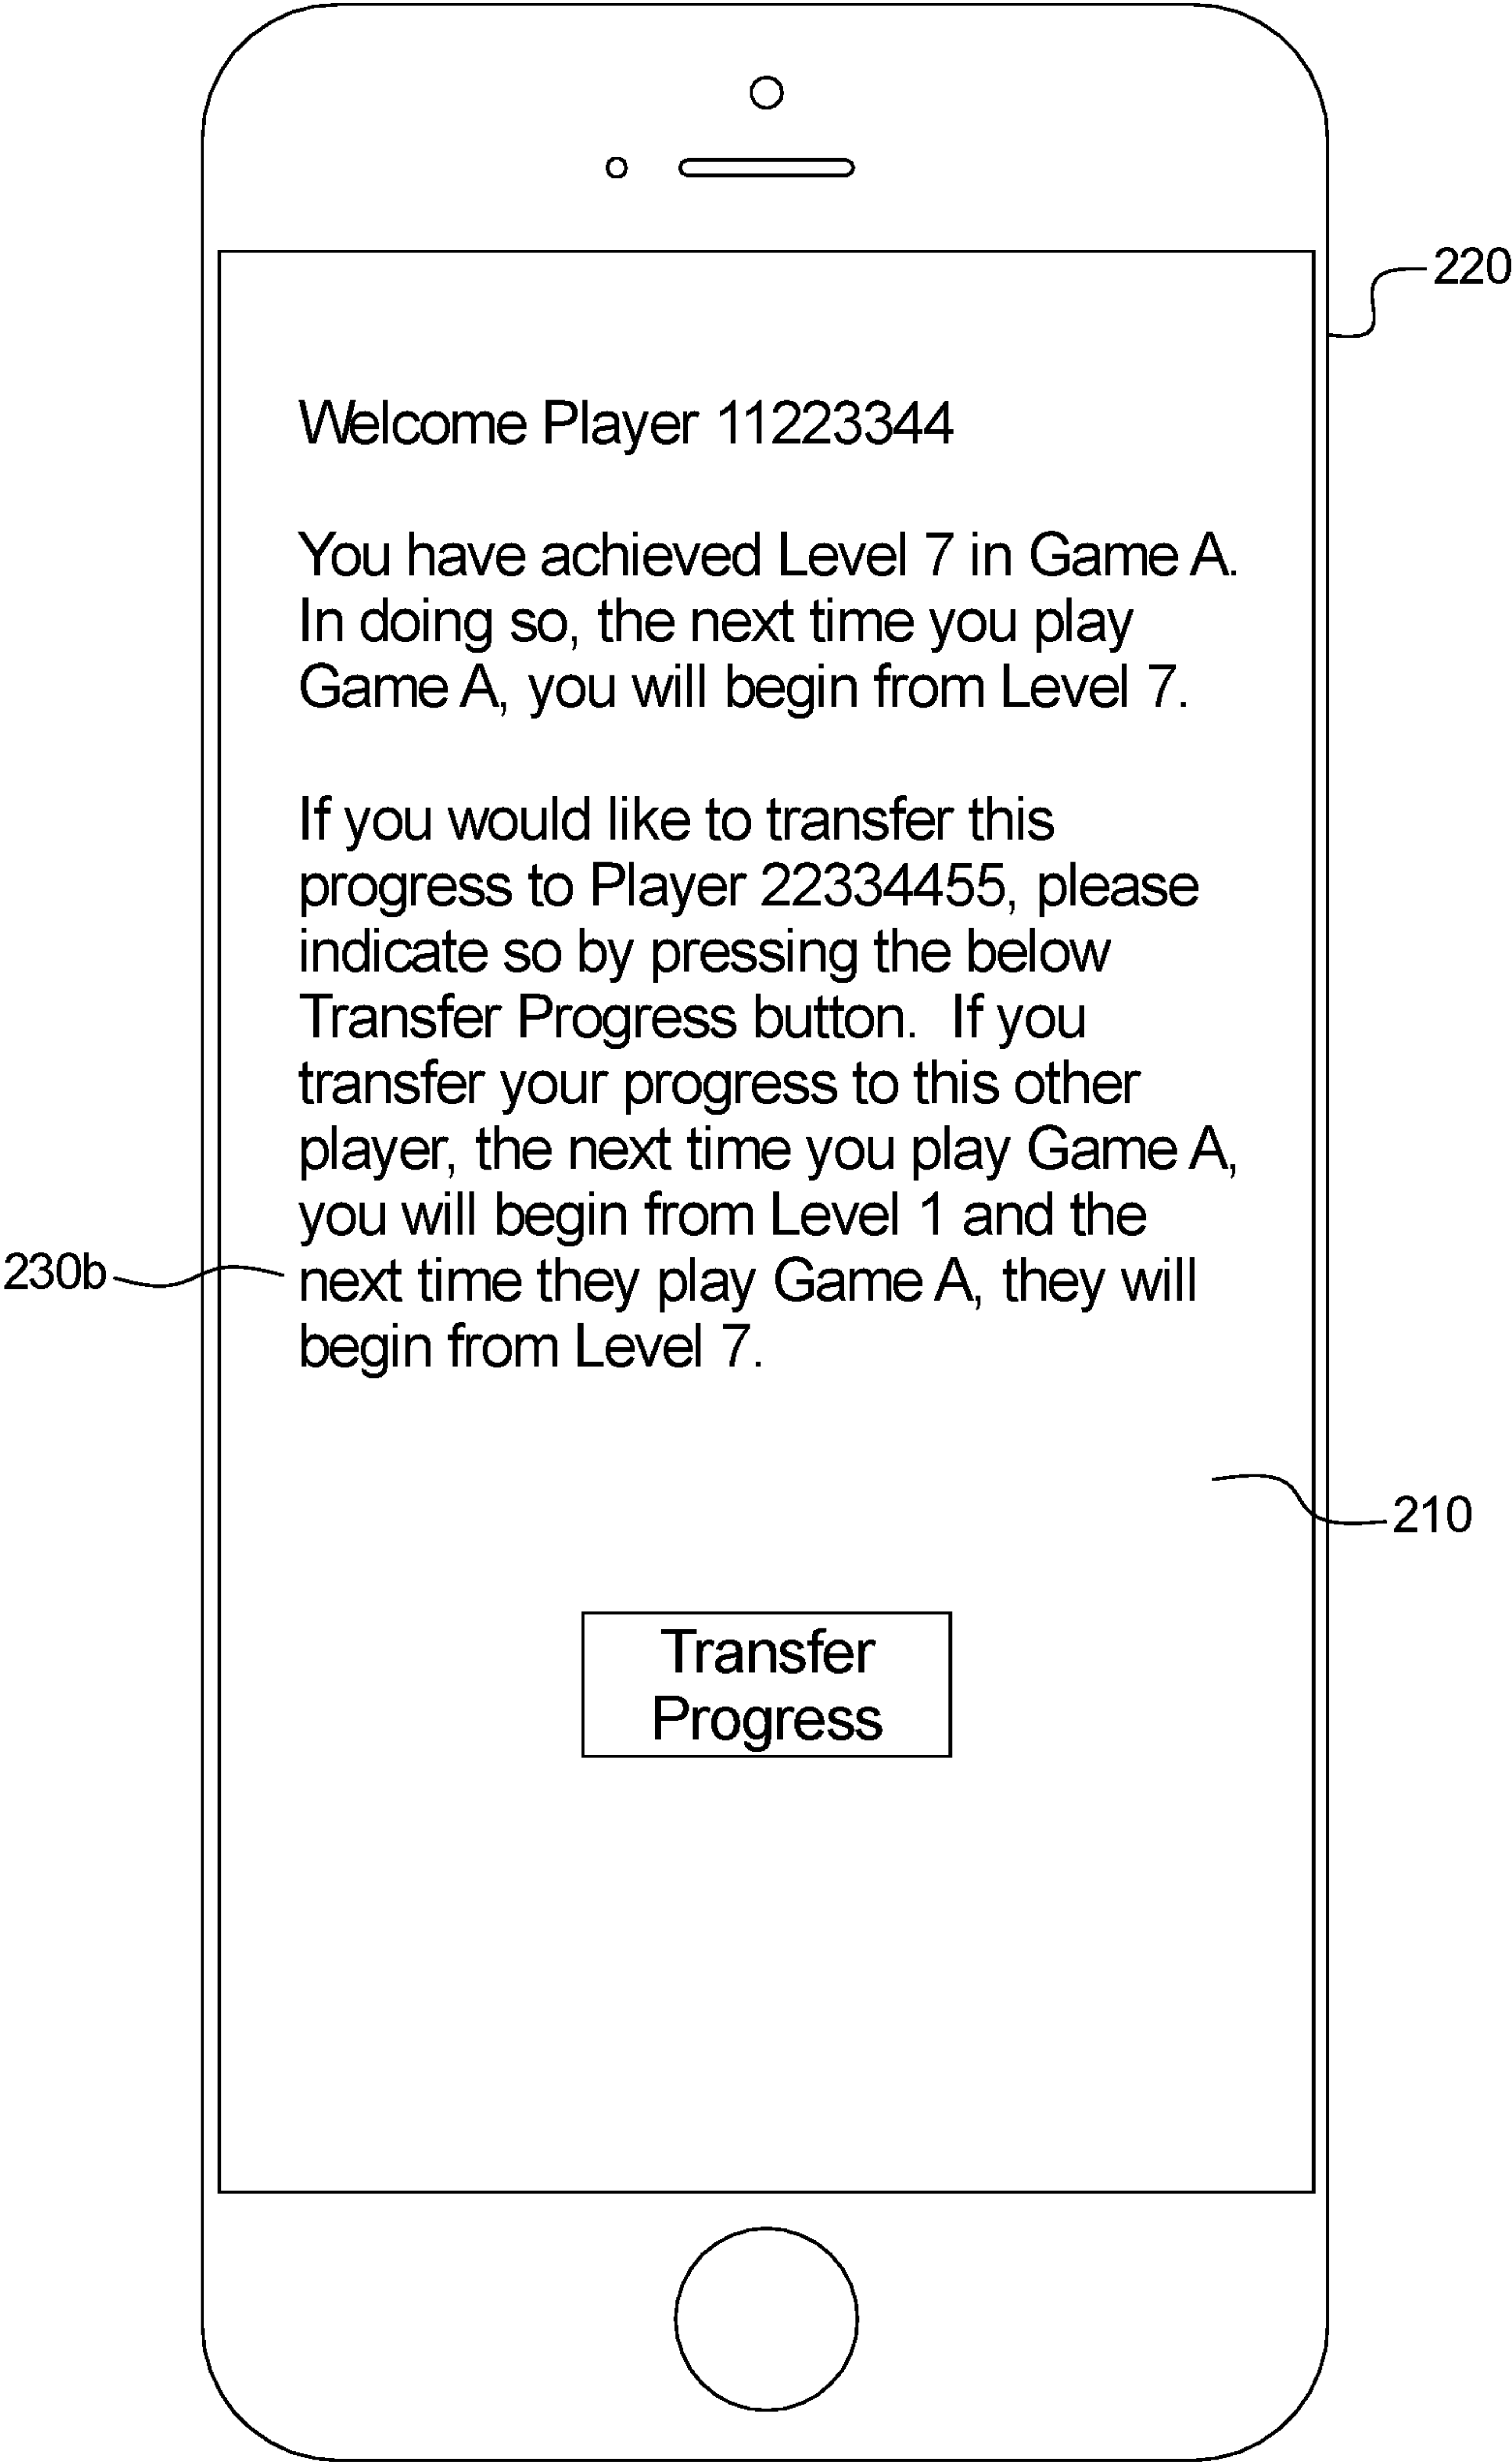 220
Welcome Player 11223344
You have achieved Level 7 in Game A.
In doing so, the next time you play
Game A, you will begin from Level 7.
If you would like to transfer this
progress to Player 22334455, please
indicate so by pressing the below
Transfer Progress button.  If you
transfer your progress to this other
player, the next time you play Game A,
you will begin from Level 1 and the
230b
next time they play Game A, they will
begin from Level 7.
210
Transfer
Progress